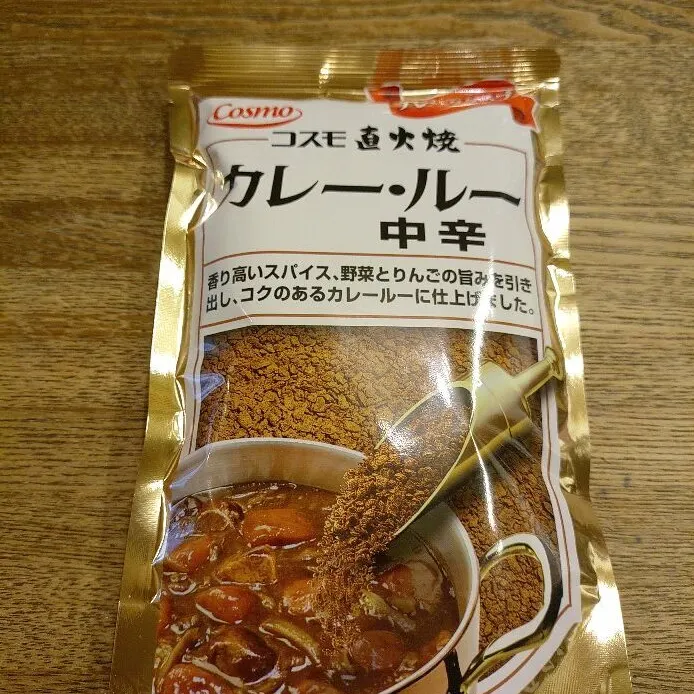 Cosmo
コスモ 直火焼
カレー・ルー
中辛
香り高いスパイス、野菜とりんごの旨みを引き
出し、コクのあるカレールーに仕上げました。